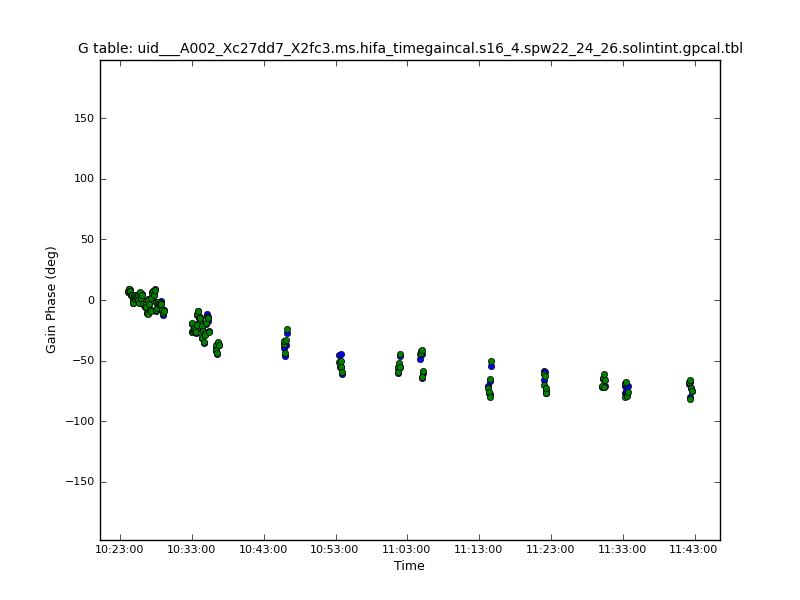 G table: uid___A002_Xc27dd7_X2fc3.ms.hifa_timegaincal.s16_4.spw22_24_26.solintint.gpcal.tbl
150
100
50
0
−50
−100
−150
Gain Phase (deg)
10:23:00 10:33:00 10:43:00 10:53:00 11:03:00 11:13:00 11:23:00 11:33:00 11:43:00
Time